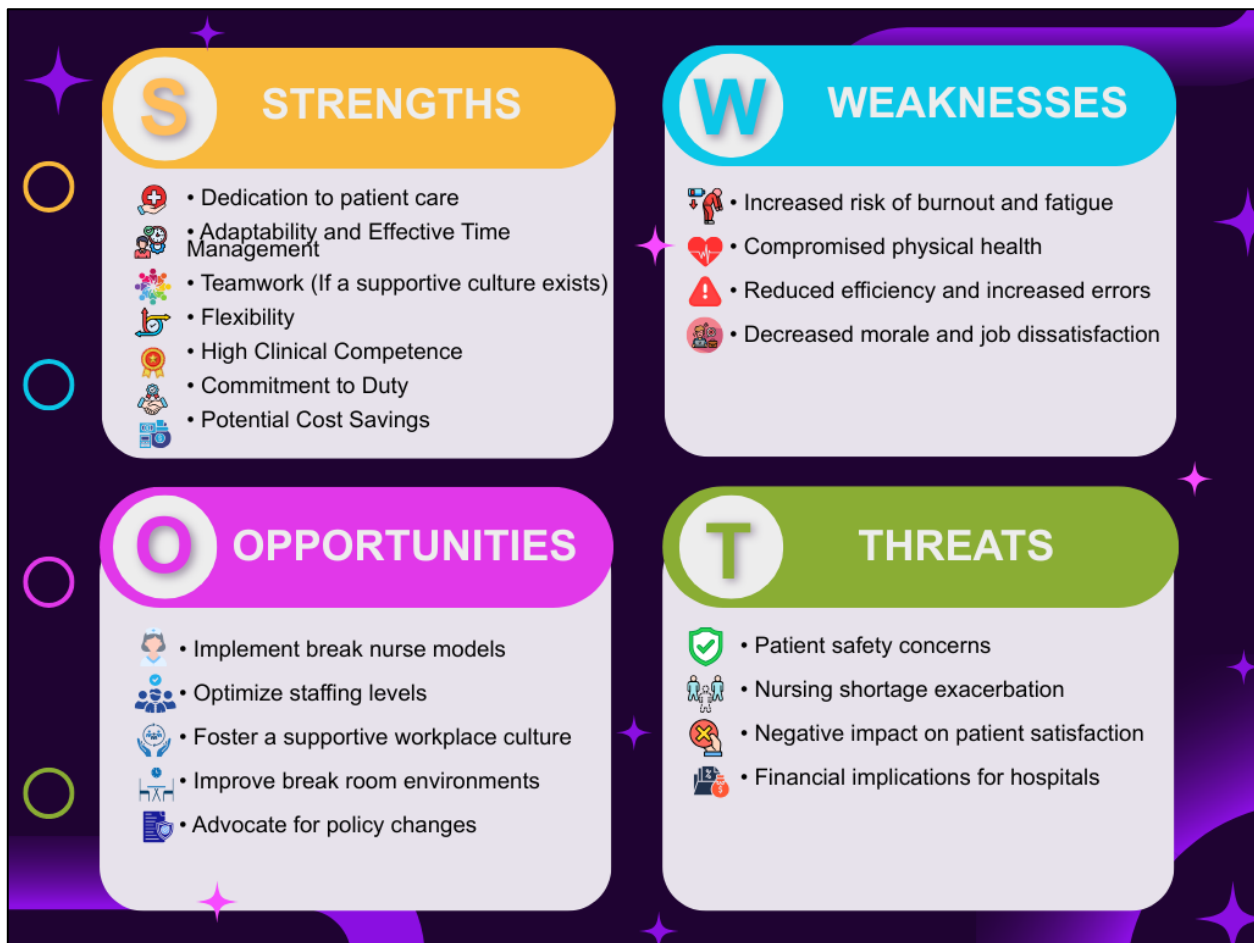 S STRENGTHS
• Dedication to patient care
• Adaptability and Effective Time
Management
• Teamwork (If a supportive culture exists)
• Flexibility
• High Clinical Competence
• Commitment to Duty
• Potential Cost Savings
W WEAKNESSES
• Increased risk of burnout and fatigue
• Compromised physical health
• Reduced efficiency and increased errors
• Decreased morale and job dissatisfaction
O OPPORTUNITIES
• Implement break nurse models
• Optimize staffing levels
• Foster a supportive workplace culture
• Improve break room environments
• Advocate for policy changes
T THREATS
• Patient safety concerns
• Nursing shortage exacerbation
• Negative impact on patient satisfaction
• Financial implications for hospitals